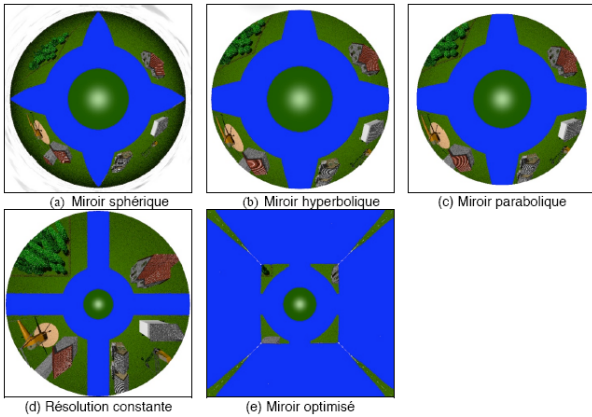 (a) Miroir sphérique
(b) Miroir hyperbolique
(c) Miroir parabolique
(d) Résolution constante
(e) Miroir optimisé